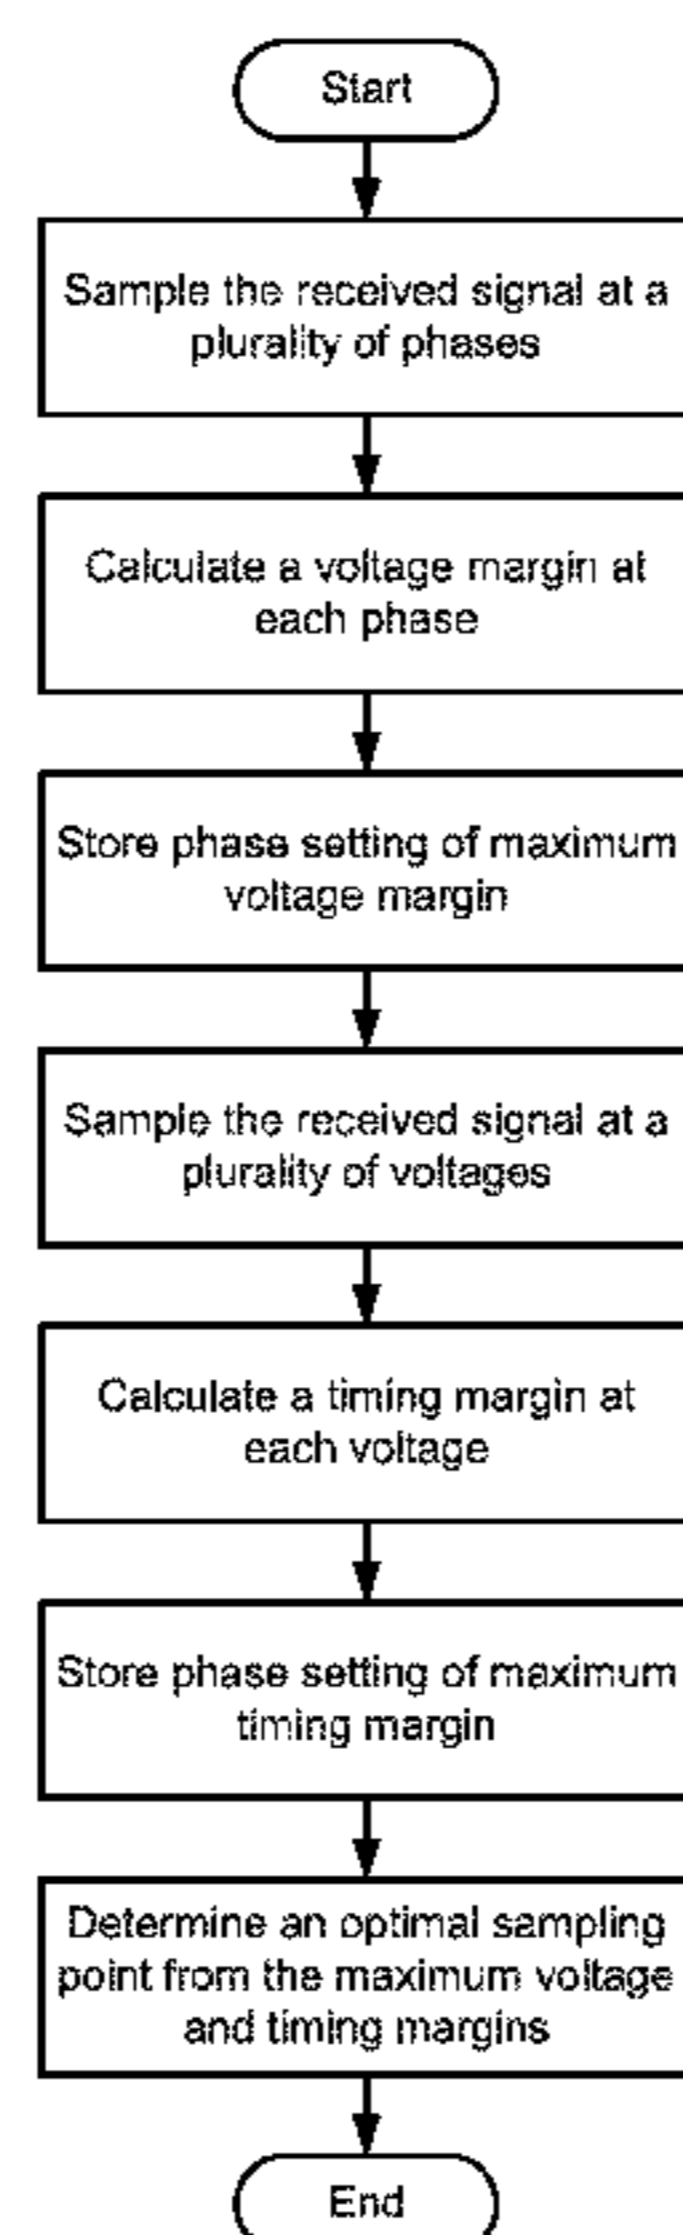 Start
Sample the received signal at a
plurality of phases
Calculate a voltage margin at
each phase
Store phase setting of maximum
voltage margin
Sample the received signal at a
plurality of voltages
Calculate a timing margin at
each voltage
Store phase setting of maximum
timing margin
Determine an optimal sampling
point from the maximum voltage
and timing margins
End